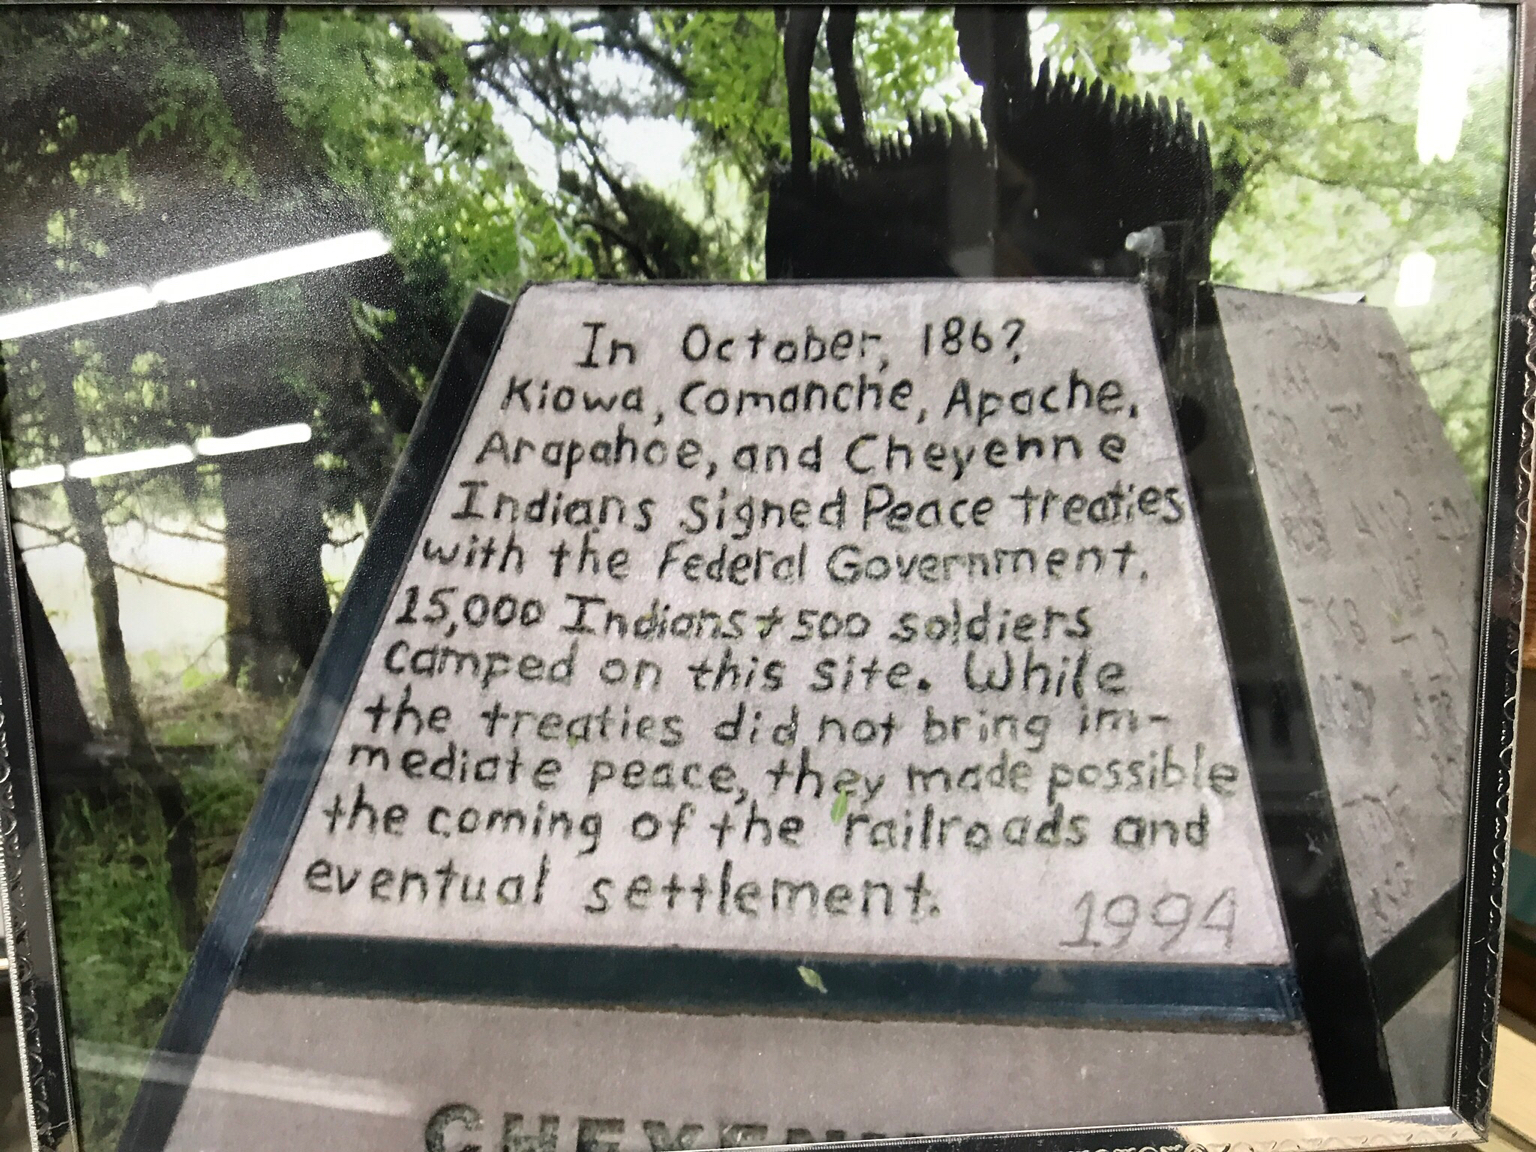 In October, 1867,
Kiowa, Comanche, Apache,
Arapahoe, and Cheyenne
Indians signed Peace treaties
with the Federal Government.
15,000 Indians + 500 soldiers
camped on this site. While
the treaties did not bring im-
mediate peace, they made possible
the coming of the railroads and
eventual settlement.
1994